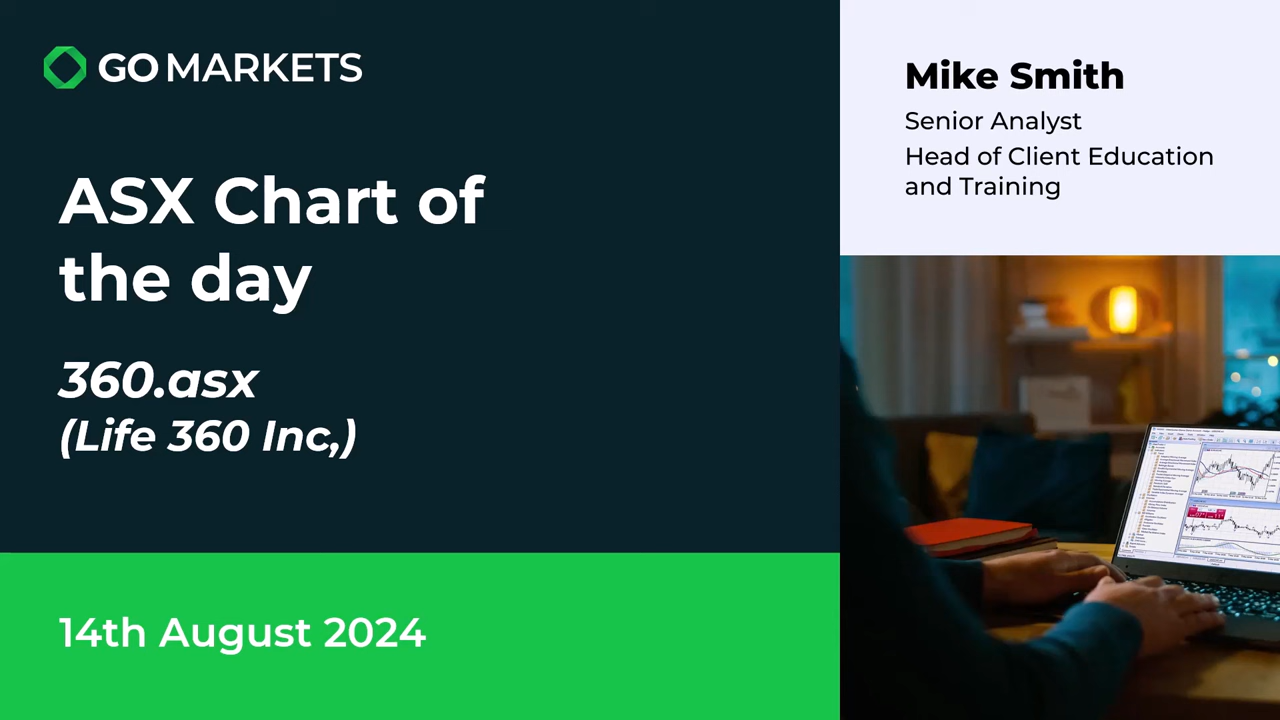 GO MARKETS
ASX Chart of
the day
360.asx
(Life 360 Inc,)
14th August 2024
Mike Smith
Senior Analyst
Head of Client Education
and Training